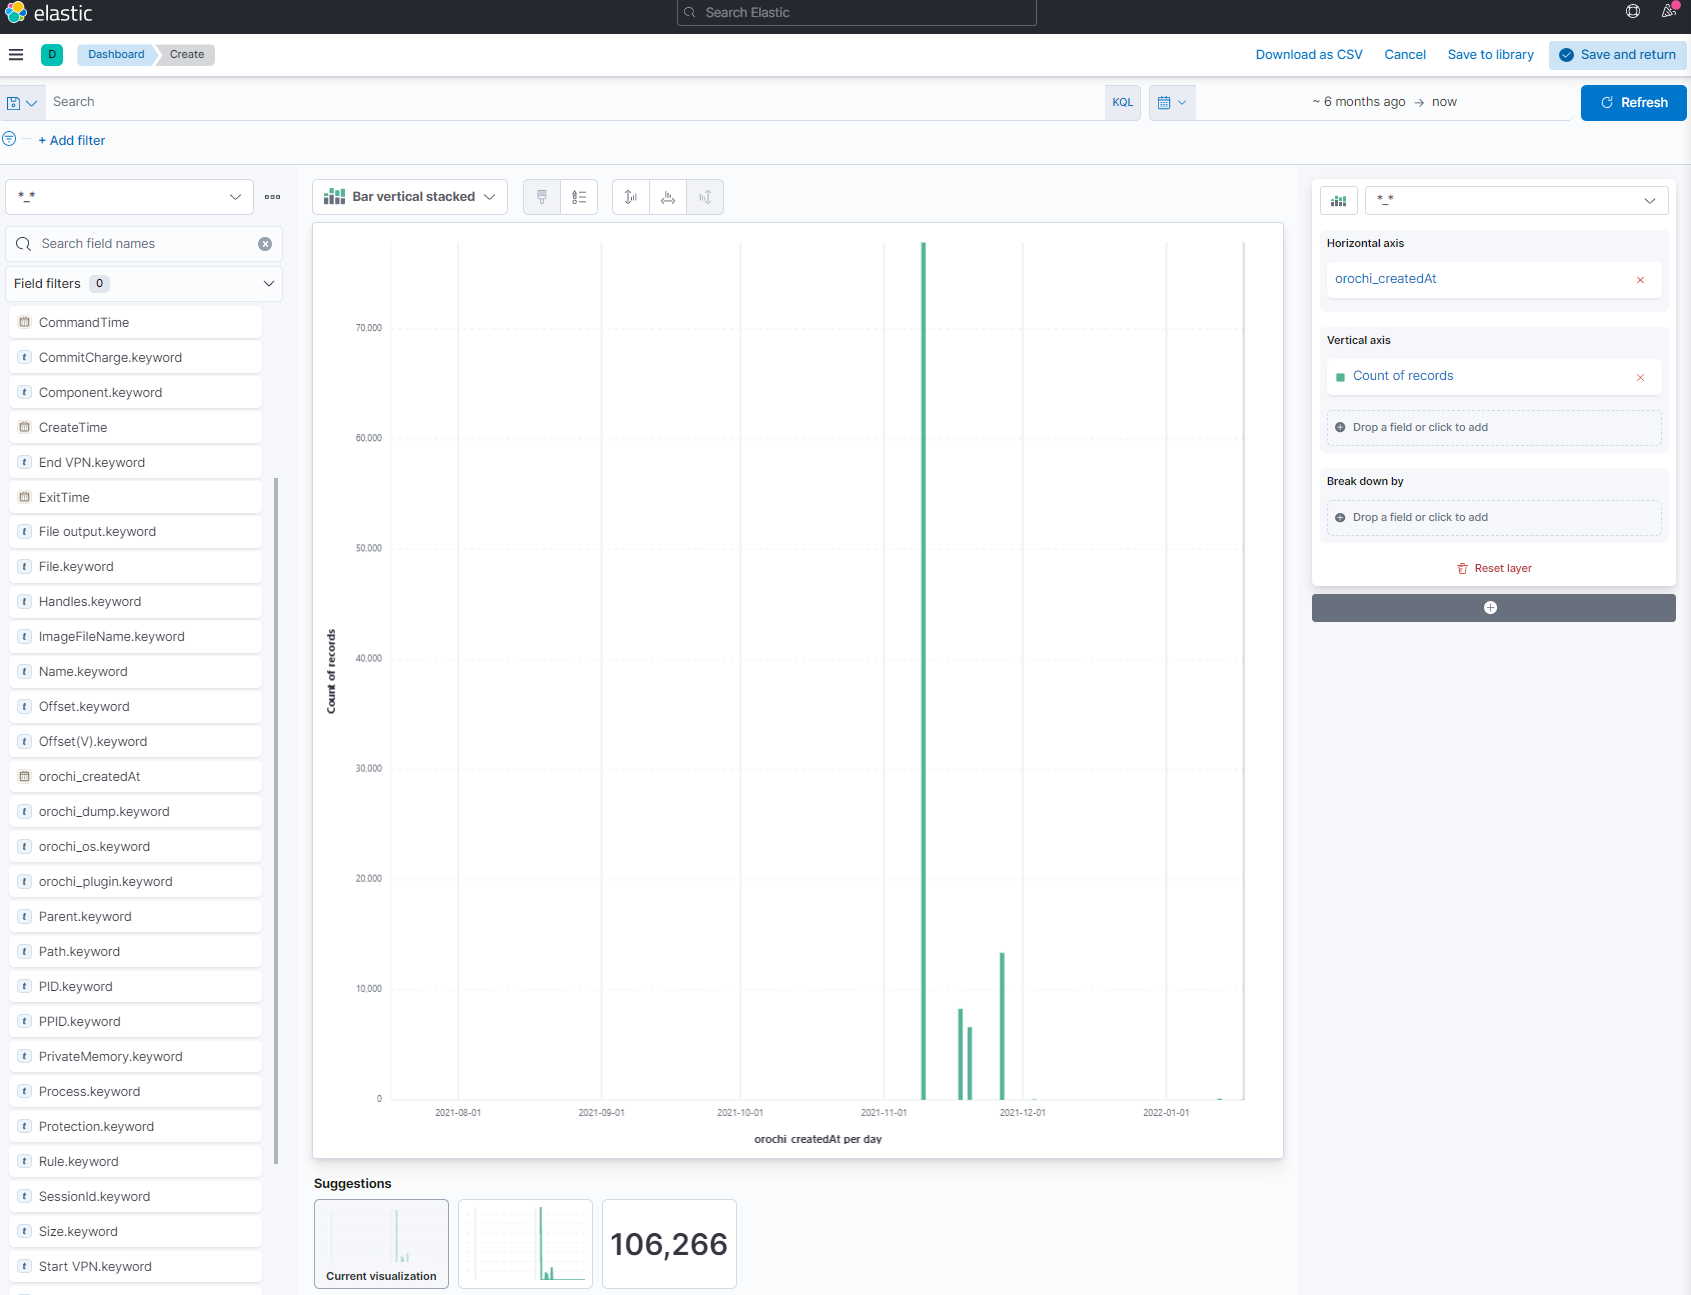 elastic
Search Elastic
D
Dashboard
Create
Download as CSV
Cancel
Save to library
Save and return
Search
KQL
~ 6 months ago → now
Refresh
+ Add filter
*_*
Search field names
Field filters 0
CommandTime
t CommitCharge.keyword
t Component.keyword
CreateTime
t End VPN.keyword
ExitTime
t File output.keyword
t File.keyword
t Handles.keyword
t ImageFileName.keyword
t Name.keyword
t Offset.keyword
t Offset(V).keyword
orochi_createdAt
t orochi_dump.keyword
t orochi_os.keyword
t orochi_plugin.keyword
t Parent.keyword
t Path.keyword
t PID.keyword
t PPID.keyword
t PrivateMemory.keyword
t Process.keyword
t Protection.keyword
t Rule.keyword
t SessionId.keyword
t Size.keyword
t Start VPN.keyword
Bar vertical stacked
Count of records
70,000
60,000
50,000
40,000
30,000
20,000
10,000
0
2021-08-01
2021-09-01
2021-10-01
2021-11-01
2021-12-01
2022-01-01
orochi_createdAt per day
Suggestions
Current visualization
106,266
*_*
Horizontal axis
orochi_createdAt
Vertical axis
Count of records
Drop a field or click to add
Break down by
Drop a field or click to add
Reset layer